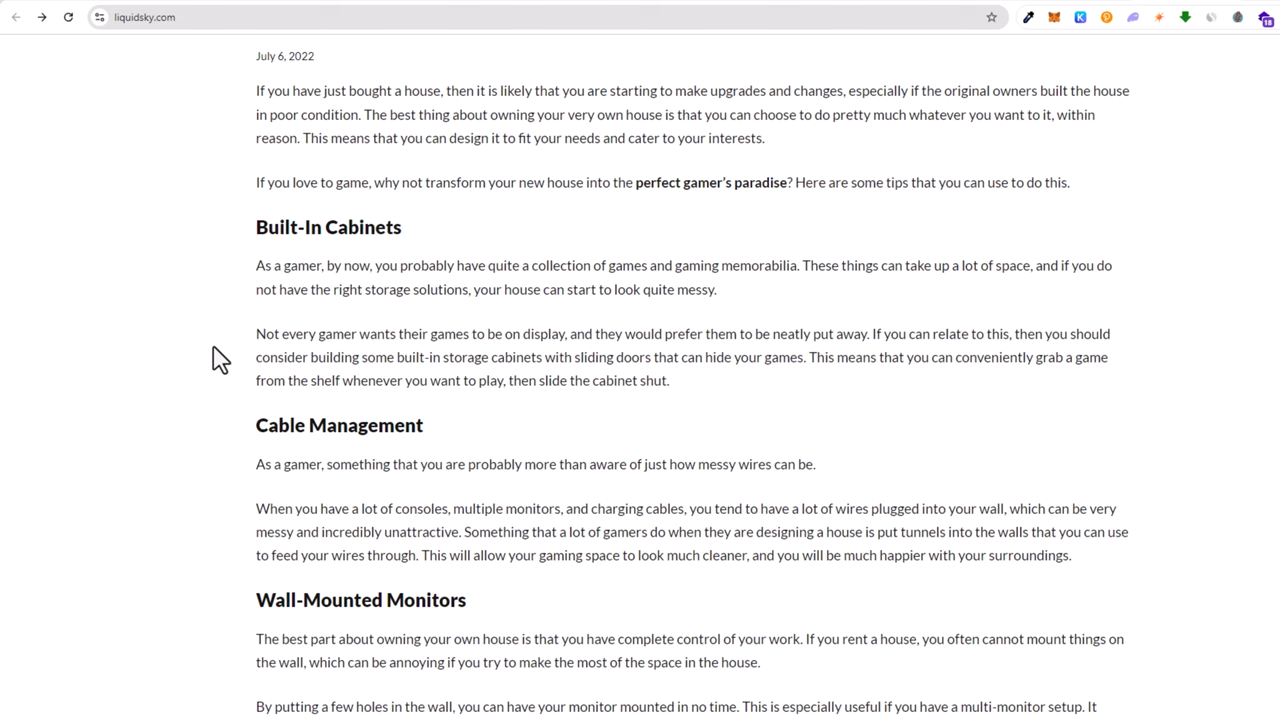 liquidsky.com
K
18
July 6, 2022
If you have just bought a house, then it is likely that you are starting to make upgrades and changes, especially if the original owners built the house
in poor condition. The best thing about owning your very own house is that you can choose to do pretty much whatever you want to it, within
reason. This means that you can design it to fit your needs and cater to your interests.
If you love to game, why not transform your new house into the perfect gamer’s paradise? Here are some tips that you can use to do this.
Built-In Cabinets
As a gamer, by now, you probably have quite a collection of games and gaming memorabilia. These things can take up a lot of space, and if you do
not have the right storage solutions, your house can start to look quite messy.
Not every gamer wants their games to be on display, and they would prefer them to be neatly put away. If you can relate to this, then you should
consider building some built-in storage cabinets with sliding doors that can hide your games. This means that you can conveniently grab a game
from the shelf whenever you want to play, then slide the cabinet shut.
Cable Management
As a gamer, something that you are probably more than aware of just how messy wires can be.
When you have a lot of consoles, multiple monitors, and charging cables, you tend to have a lot of wires plugged into your wall, which can be very
messy and incredibly unattractive. Something that a lot of gamers do when they are designing a house is put tunnels into the walls that you can use
to feed your wires through. This will allow your gaming space to look much cleaner, and you will be much happier with your surroundings.
Wall-Mounted Monitors
The best part about owning your own house is that you have complete control of your work. If you rent a house, you often cannot mount things on
the wall, which can be annoying if you try to make the most of the space in the house.
By putting a few holes in the wall, you can have your monitor mounted in no time. This is especially useful if you have a multi-monitor setup. It